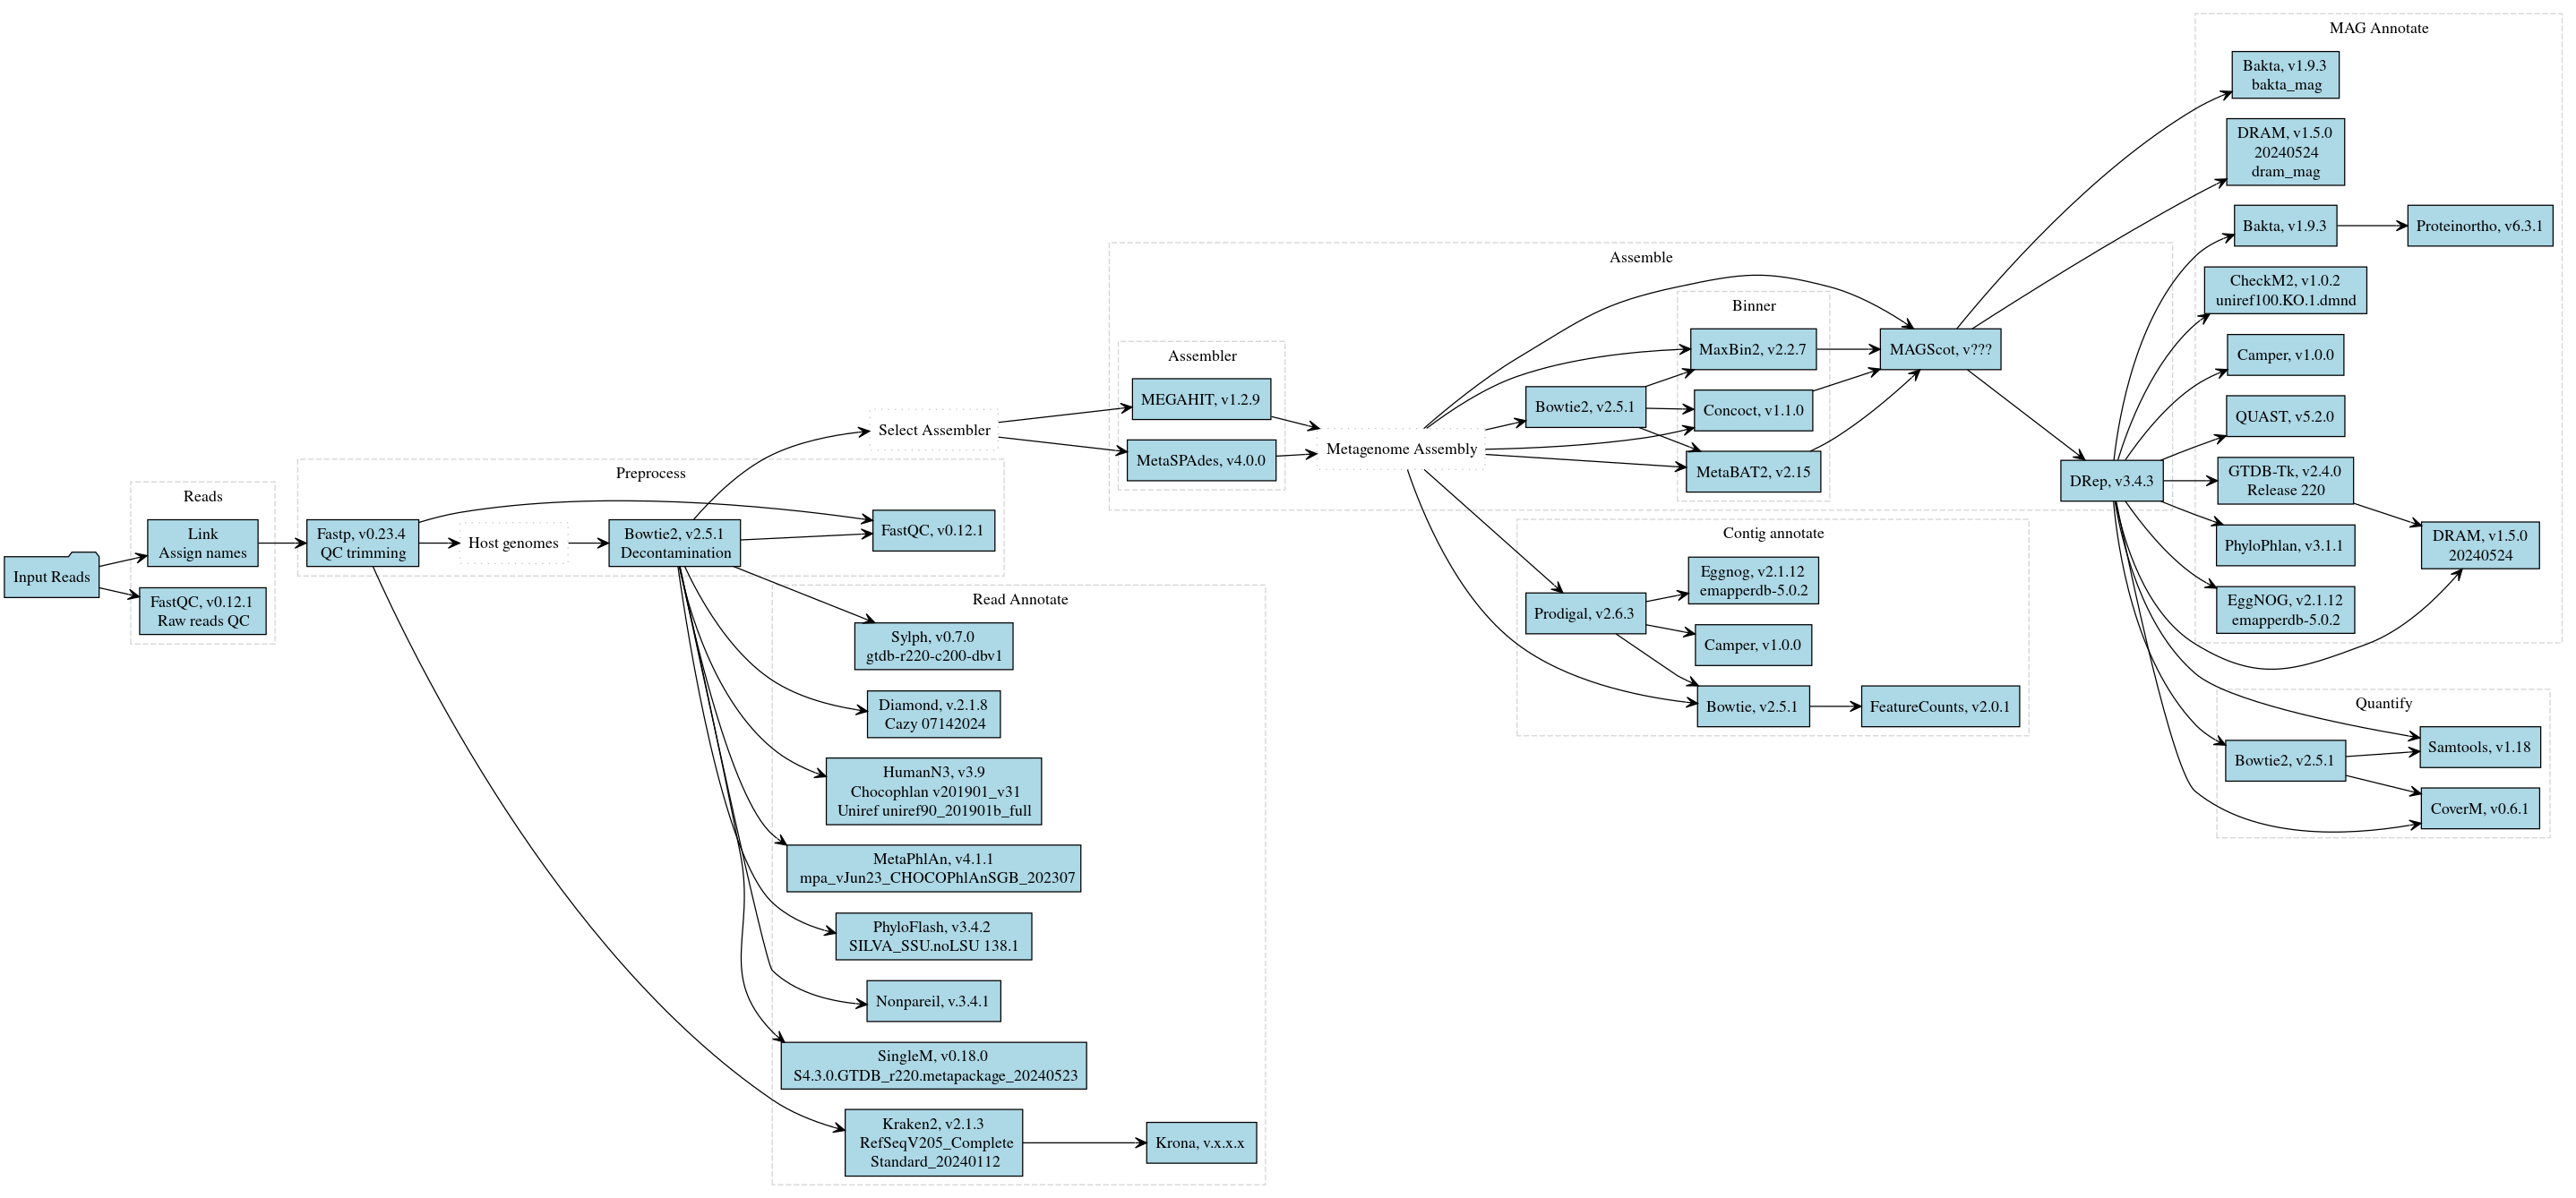 Input Reads
Reads
Link
Assign names
FastQC, v0.12.1
Raw reads QC
Preprocess
Fastp, v0.23.4
QC trimming
Host genomes
Bowtie2, v2.5.1
Decontamination
FastQC, v0.12.1
Read Annotate
Sylph, v0.7.0
gtdb-r220-c200-dbv1
Diamond, v.2.1.8
Cazy 07142024
HumanN3, v3.9
Chocophlan v201901_v31
Uniref uniref90_201901b_full
MetaPhlAn, v4.1.1
mpa_vJun23_CHOCOPhlAnSGB_202307
PhyloFlash, v3.4.2
SILVA_SSU.noLSU 138.1
Nonpareil, v.3.4.1
SingleM, v0.18.0
S4.3.0.GTDB_r220.metapackage_20240523
Kraken2, v2.1.3
RefSeqV205_Complete
Standard_20240112
Krona, v.x.x.x
Select Assembler
Assemble
Assembler
MEGAHIT, v1.2.9
MetaSPAdes, v4.0.0
Metagenome Assembly
Bowtie2, v2.5.1
Binner
MaxBin2, v2.2.7
Concoct, v1.1.0
MetaBAT2, v2.15
MAGScot, v???
DRep, v3.4.3
Contig annotate
Prodigal, v2.6.3
Eggnog, v2.1.12
emapperdb-5.0.2
Camper, v1.0.0
Bowtie, v2.5.1
FeatureCounts, v2.0.1
MAG Annotate
Bakta, v1.9.3
bakta_mag
DRAM, v1.5.0
20240524
dram_mag
Bakta, v1.9.3
Proteinortho, v6.3.1
CheckM2, v1.0.2
uniref100.KO.1.dmnd
Camper, v1.0.0
QUAST, v5.2.0
GTDB-Tk, v2.4.0
Release 220
PhyloPhlan, v3.1.1
DRAM, v1.5.0
20240524
EggNOG, v2.1.12
emapperdb-5.0.2
Quantify
Bowtie2, v2.5.1
Samtools, v1.18
CoverM, v0.6.1